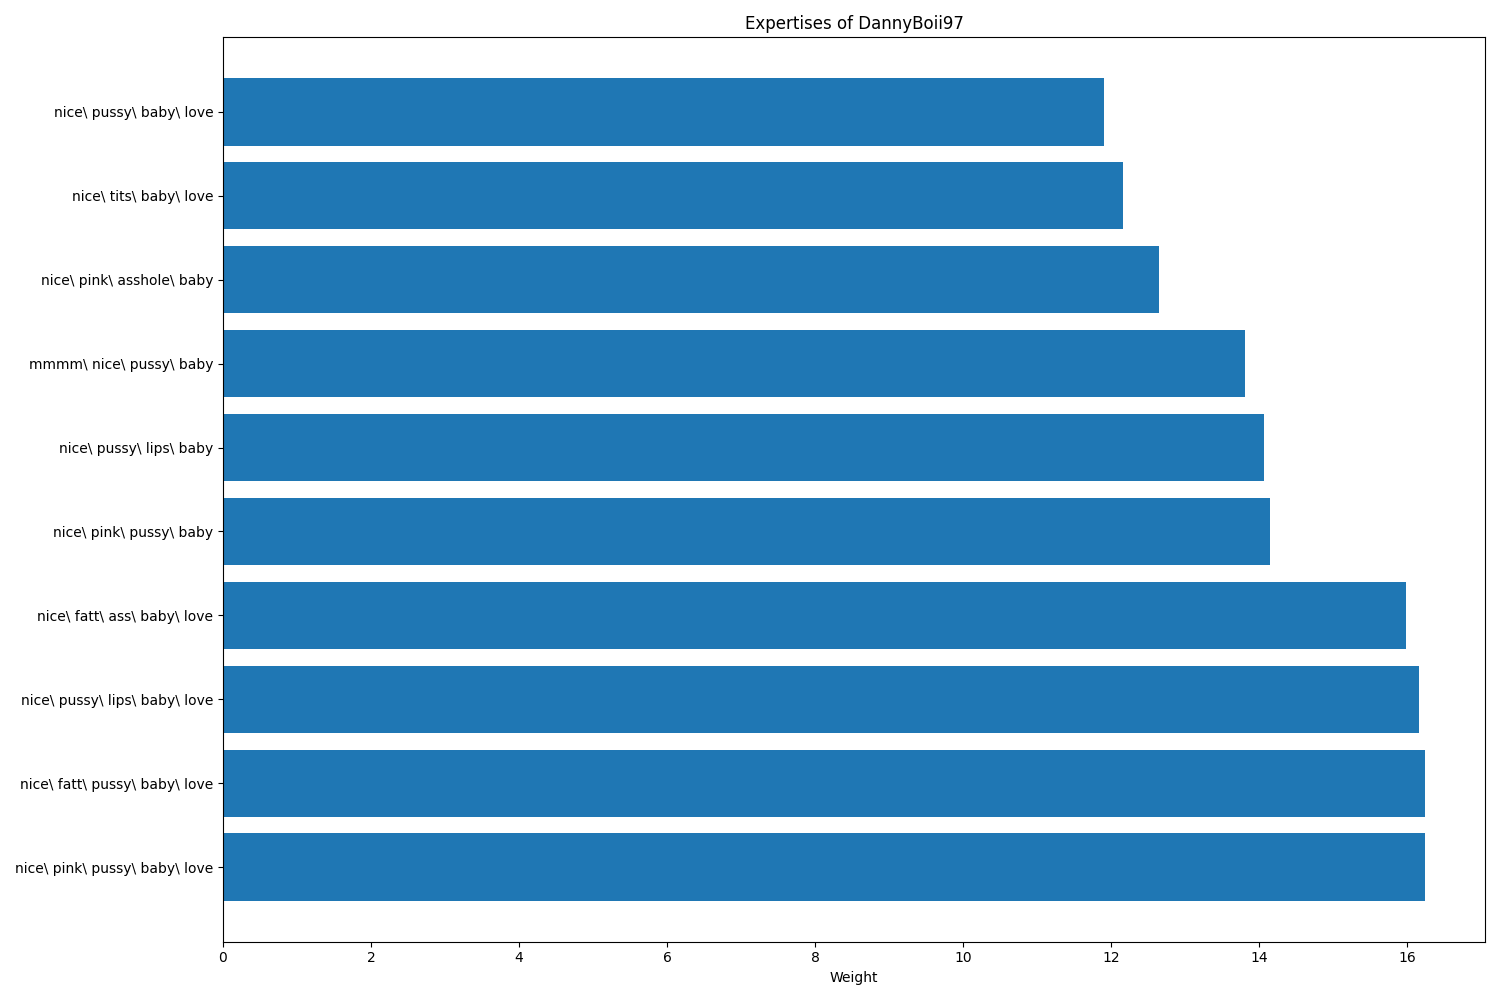 Expertises of DannyBoii97
nice\ pussy\ baby\ love
nice\ tits\ baby\ love
nice\ pink\ asshole\ baby
mmmm\ nice\ pussy\ baby
nice\ pussy\ lips\ baby
nice\ pink\ pussy\ baby
nice\ fatt\ ass\ baby\ love
nice\ pussy\ lips\ baby\ love
nice\ fatt\ pussy\ baby\ love
nice\ pink\ pussy\ baby\ love
0 2 4 6 8 10 12 14 16
Weight